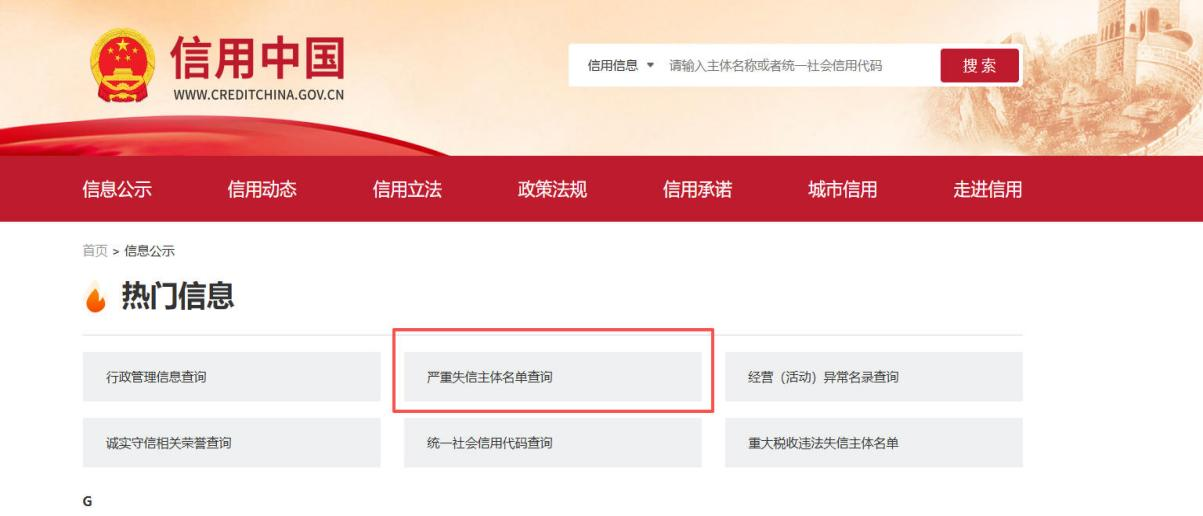 信用中国
WWW.CREDITCHINA.GOV.CN
信用信息 请输入主体名称或者统一社会信用代码 搜索
信息公示 信用动态 信用立法 政策法规 信用承诺 城市信用 走进信用
首页 > 信息公示
热门信息
行政管理信息查询 严重失信主体名单查询 经营（活动）异常名录查询
诚实守信相关荣誉查询 统一社会信用代码查询 重大税收违法失信主体名单
G